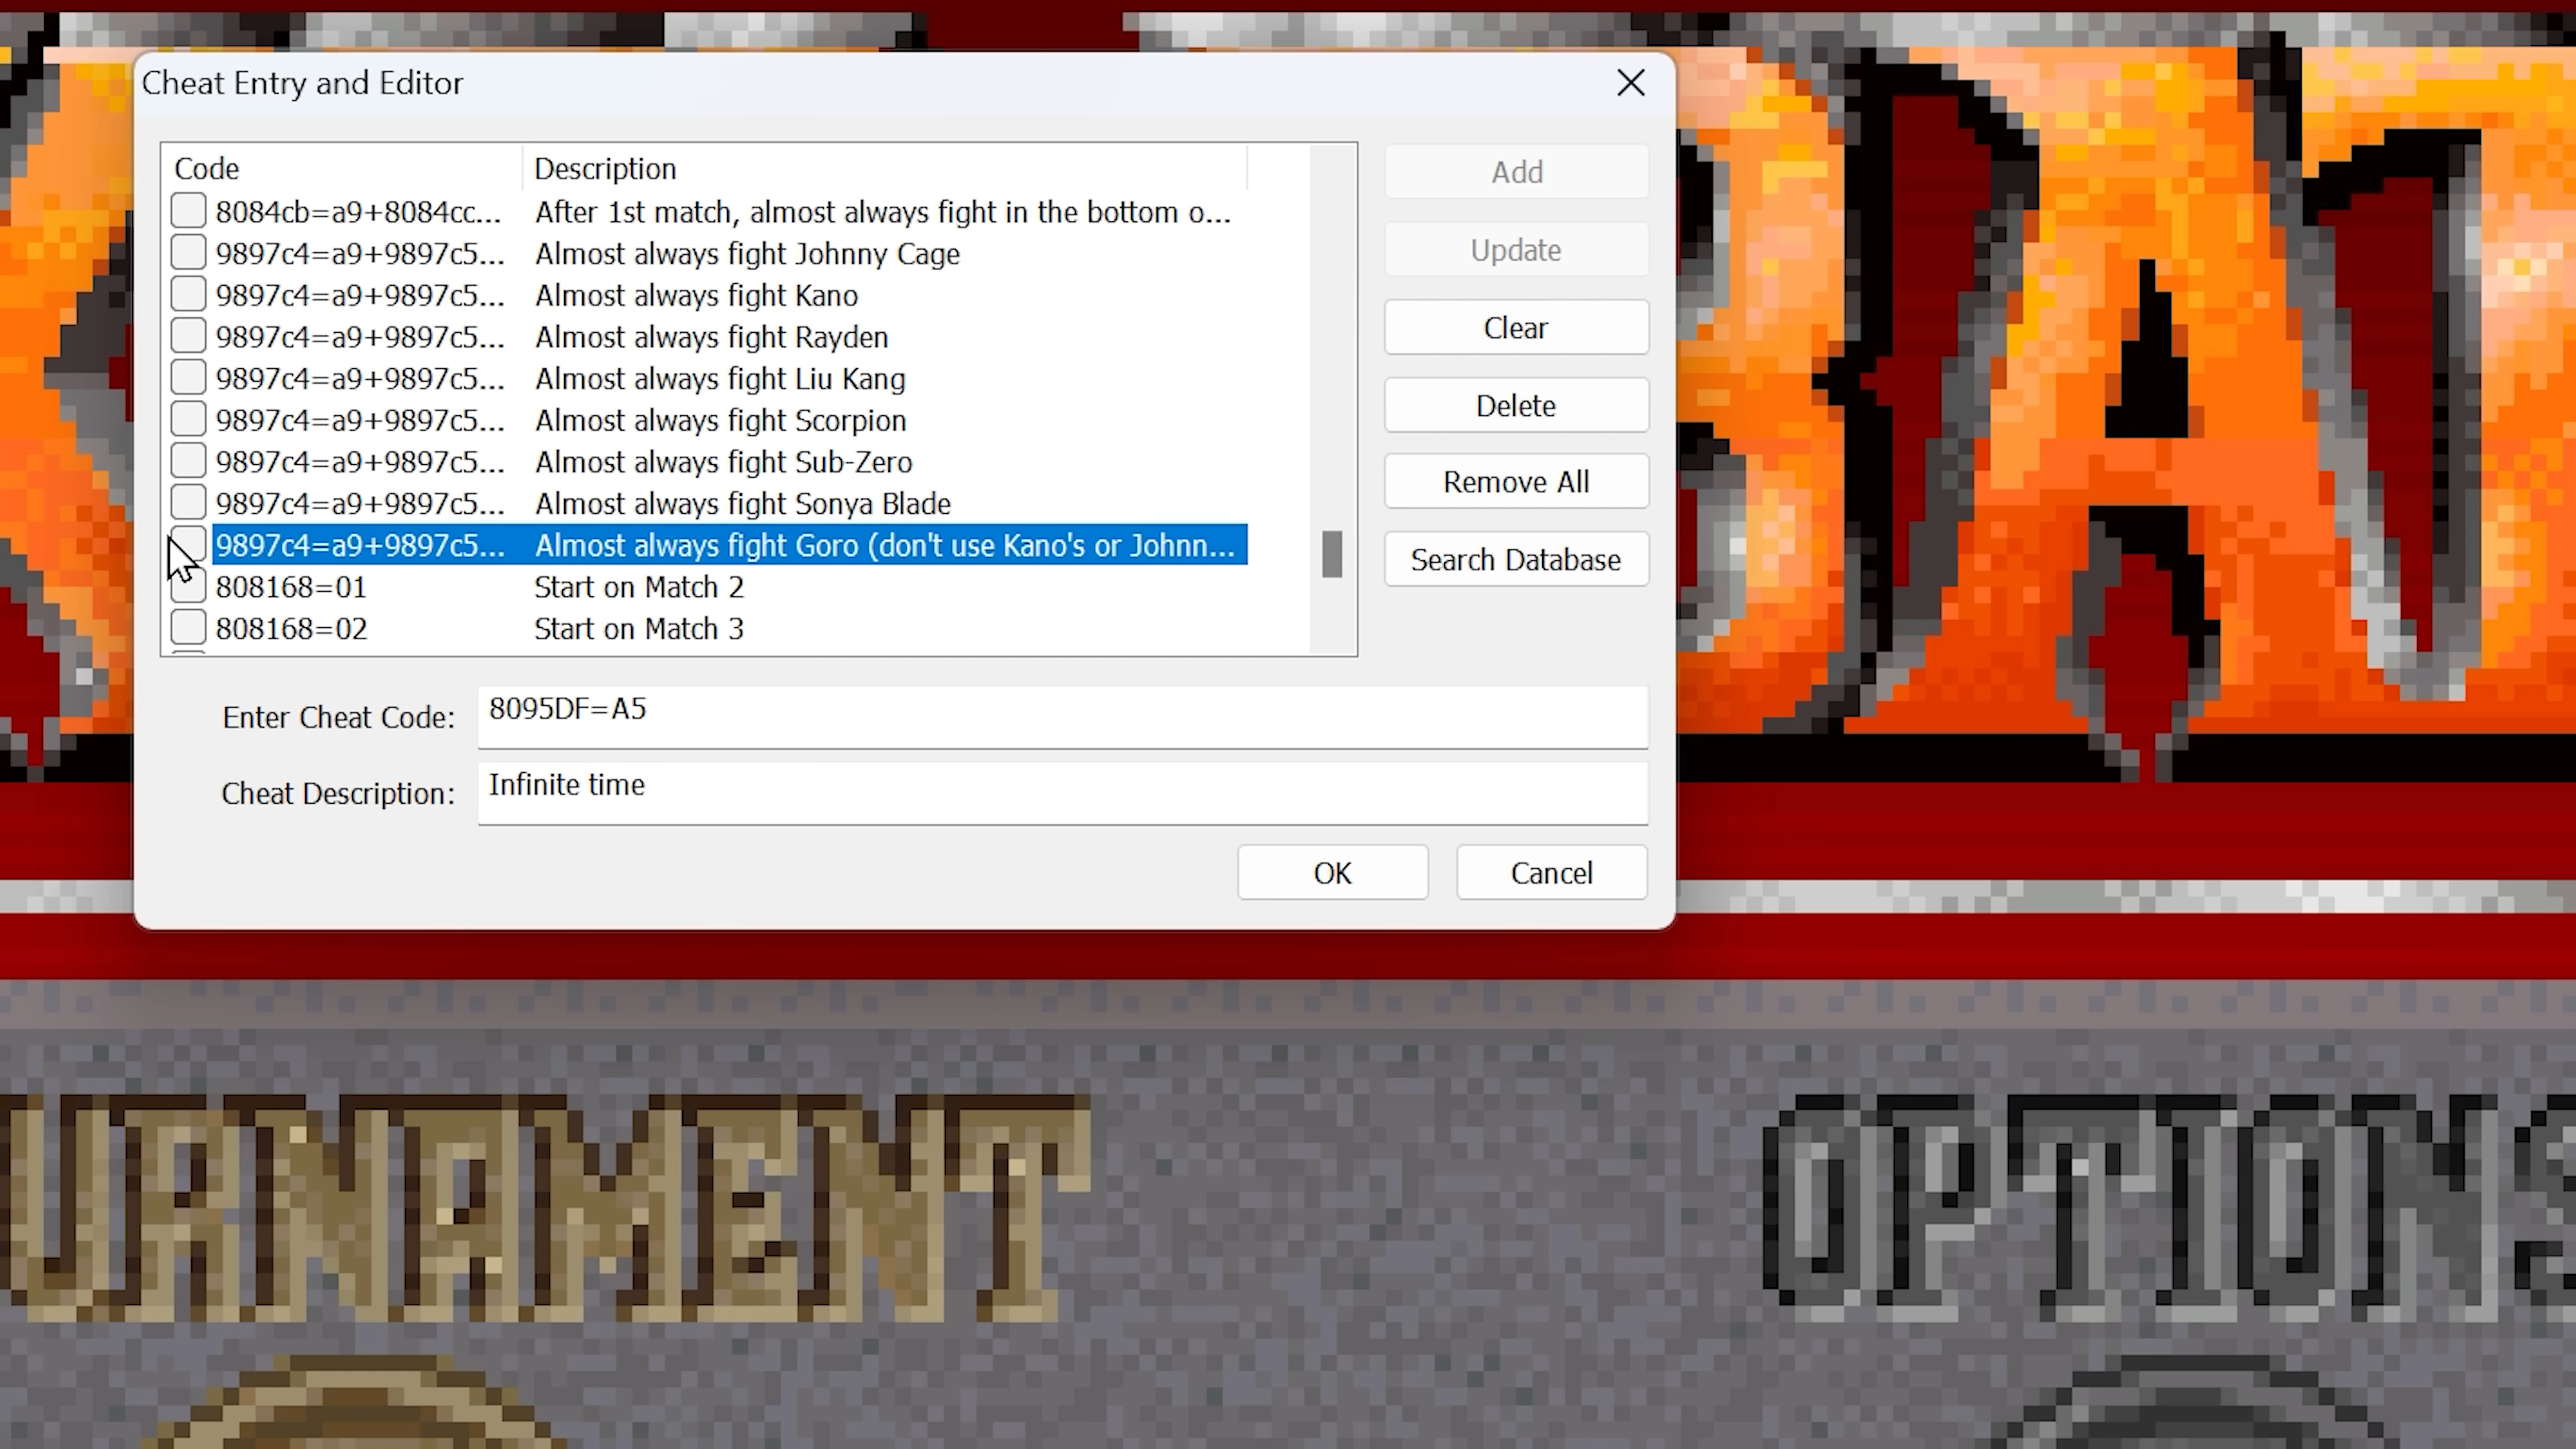 Cheat Entry and Editor
Code Description
8084cb=a9+8084cc... After 1st match, almost always fight in the bottom o...
9897c4=a9+9897c5... Almost always fight Johnny Cage
9897c4=a9+9897c5... Almost always fight Kano
9897c4=a9+9897c5... Almost always fight Rayden
9897c4=a9+9897c5... Almost always fight Liu Kang
9897c4=a9+9897c5... Almost always fight Scorpion
9897c4=a9+9897c5... Almost always fight Sub-Zero
9897c4=a9+9897c5... Almost always fight Sonya Blade
9897c4=a9+9897c5... Almost always fight Goro (don't use Kano's or Johnn...
808168=01 Start on Match 2
808168=02 Start on Match 3
Add
Update
Clear
Delete
Remove All
Search Database
Enter Cheat Code: 8095DF=A5
Cheat Description: Infinite time
OK Cancel
URNAMENT OPTIONS